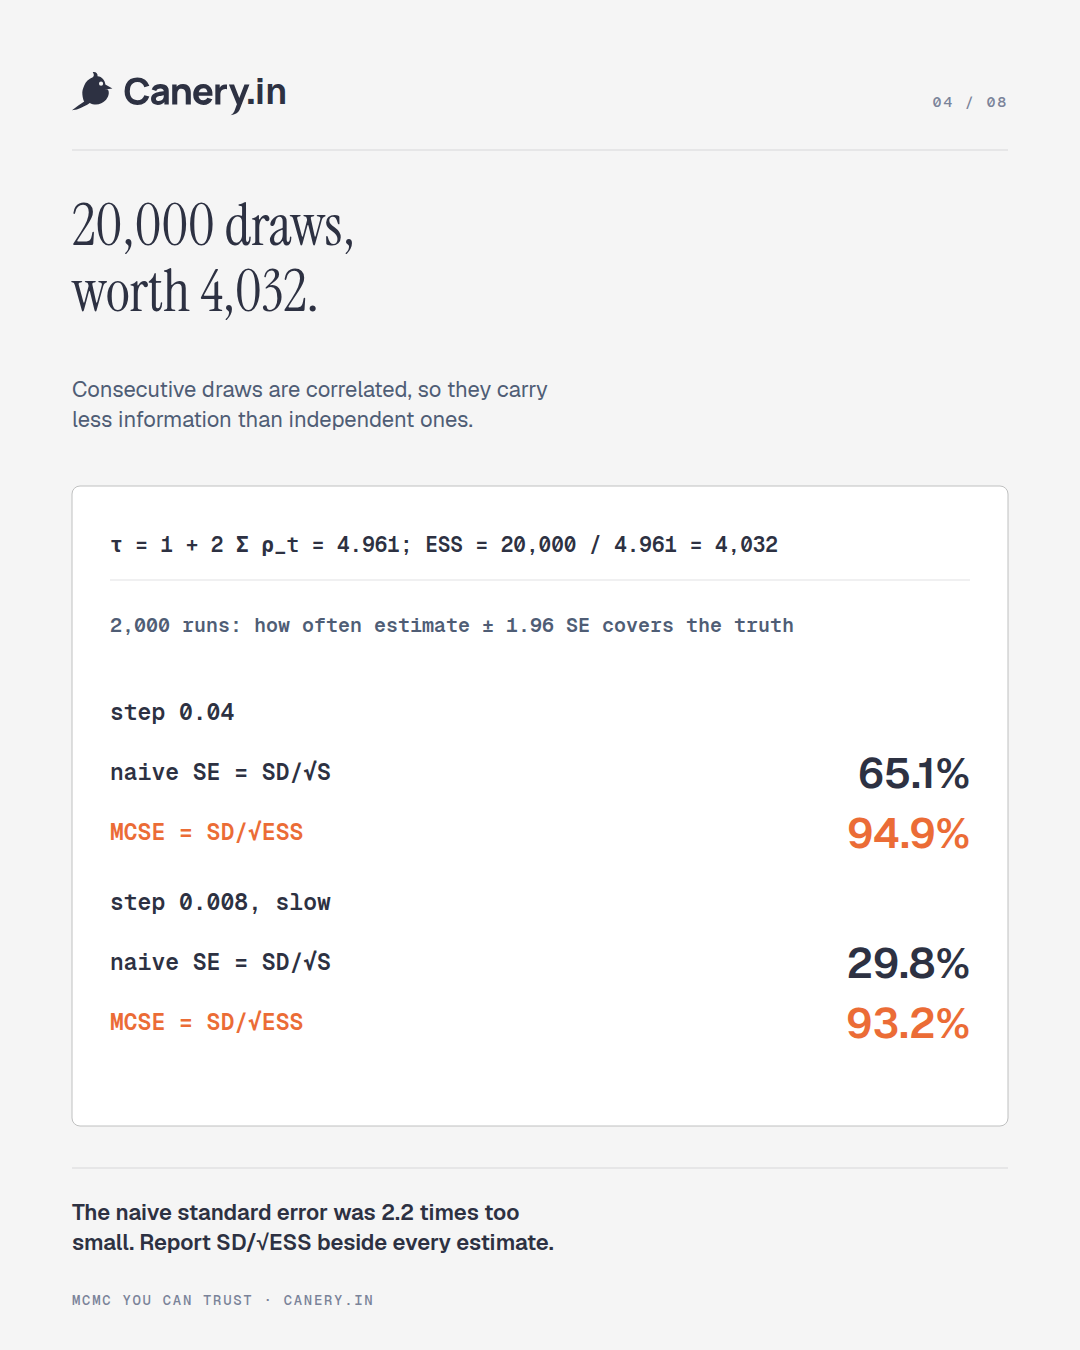 Canery.in
04 / 08
20,000 draws,
worth 4,032.
Consecutive draws are correlated, so they carry
less information than independent ones.
τ = 1 + 2 Σ ρ_t = 4.961; ESS = 20,000 / 4.961 = 4,032
2,000 runs: how often estimate ± 1.96 SE covers the truth
step 0.04
naive SE = SD/√S 65.1%
MCSE = SD/√ESS 94.9%
step 0.008, slow
naive SE = SD/√S 29.8%
MCSE = SD/√ESS 93.2%
The naive standard error was 2.2 times too
small. Report SD/√ESS beside every estimate.
MCMC YOU CAN TRUST · CANERY.IN